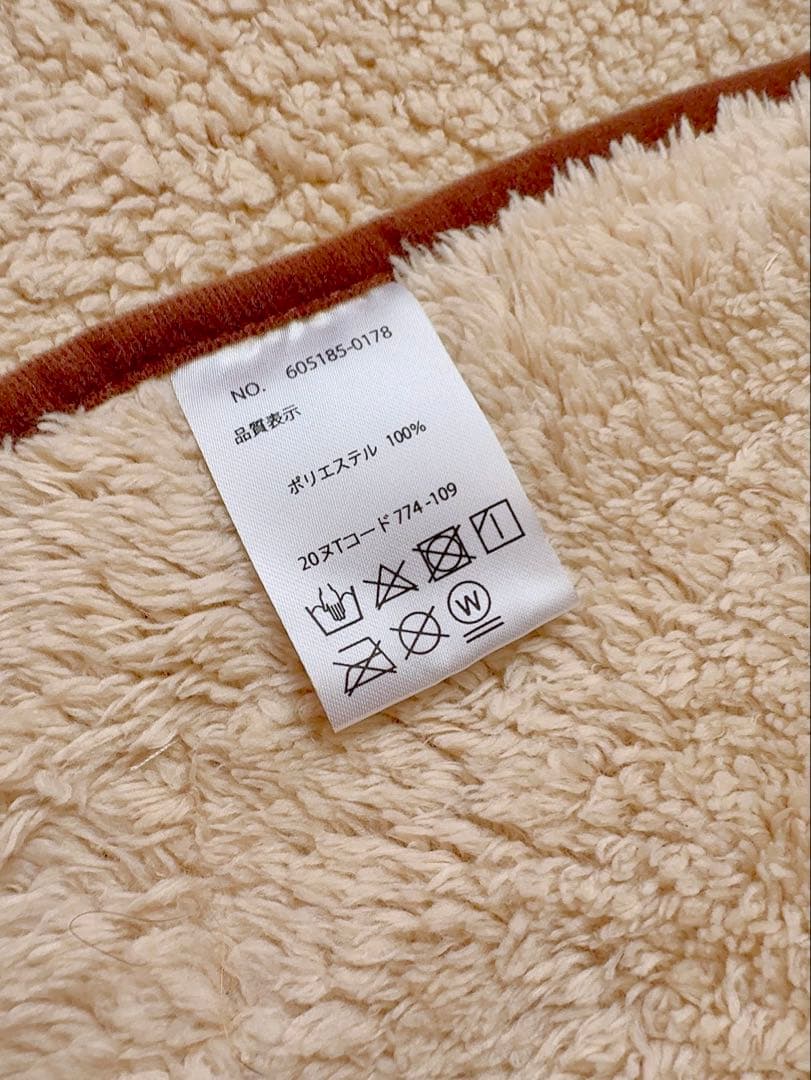 NO. 605185-0178
品質表示
ポリエステル 100%
20ヌTコード 774 -109
W